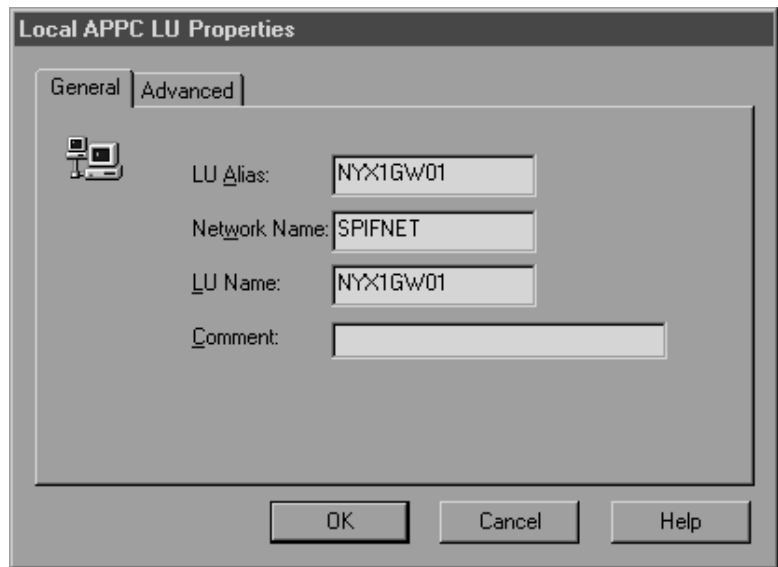 Local APPC LU Properties
General Advanced
LU Alias: NYX1GW01
Network Name: SPIFNET
LU Name: NYX1GW01
Comment:
OK Cancel Help